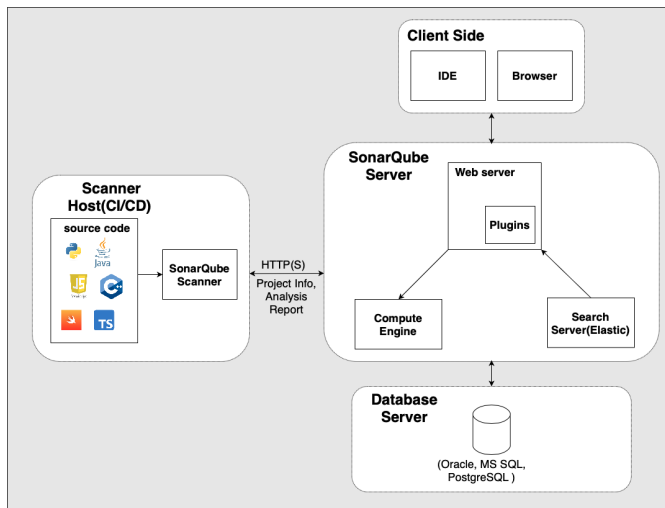 Client Side
IDE
Browser
SonarQube
Server
Web server
Plugins
Compute
Engine
Search
Server(Elastic)
Scanner
Host(CI/CD)
source code
Java
JS
C++
TS
SonarQube
Scanner
HTTP(S)
Project Info,
Analysis
Report
Database
Server
(Oracle, MS SQL,
PostgreSQL )